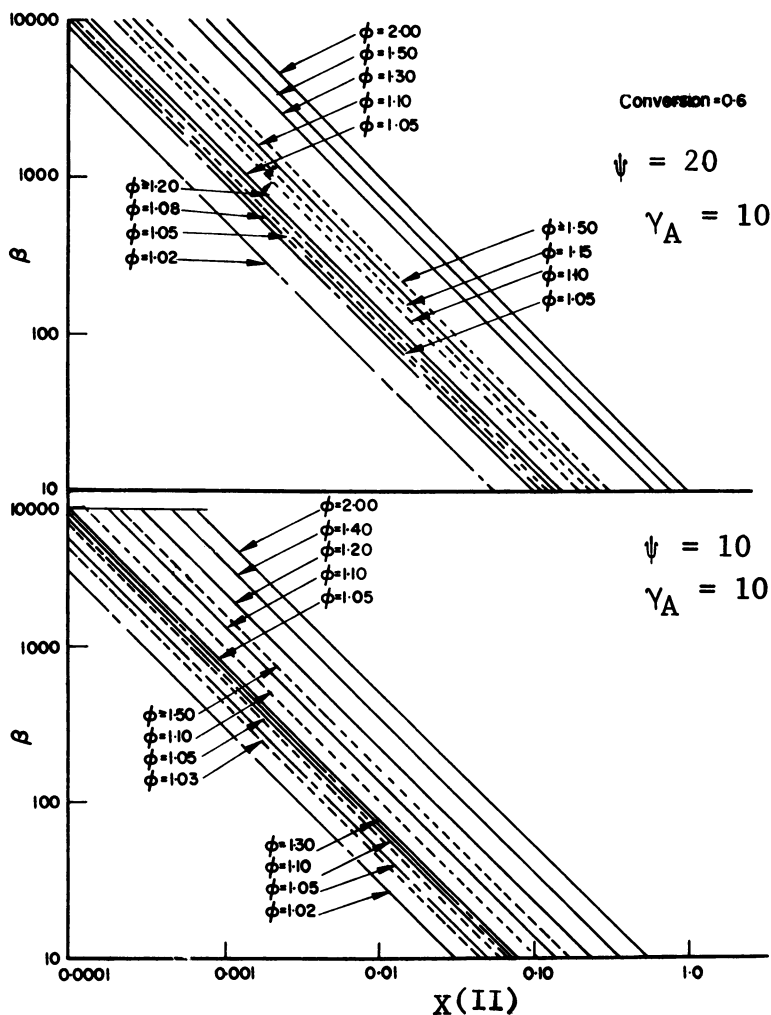 10000
1000
100
10
β
ϕ=2.00
ϕ=1.50
ϕ=1.30
ϕ=1.10
ϕ=1.05
Conversion=0.6
ψ = 20
γA = 10
ϕ≥1.20
ϕ=1.08
ϕ=1.05
ϕ=1.02
ϕ≥1.50
ϕ=1.15
ϕ=1.10
ϕ=1.05
10000
1000
100
10
β
ϕ=2.00
ϕ=1.40
ϕ=1.20
ϕ=1.10
ϕ=1.05
ψ = 10
γA = 10
ϕ≥1.50
ϕ=1.10
ϕ=1.05
ϕ=1.03
ϕ=1.30
ϕ=1.10
ϕ=1.05
ϕ=1.02
0.0001 0.001 0.01 0.10 1.0
X(II)